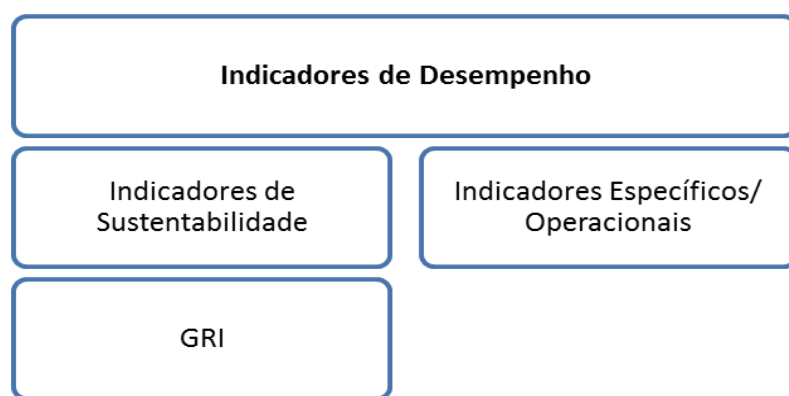 Indicadores de Desempenho
Indicadores de
Sustentabilidade
Indicadores Específicos/
Operacionais
GRI